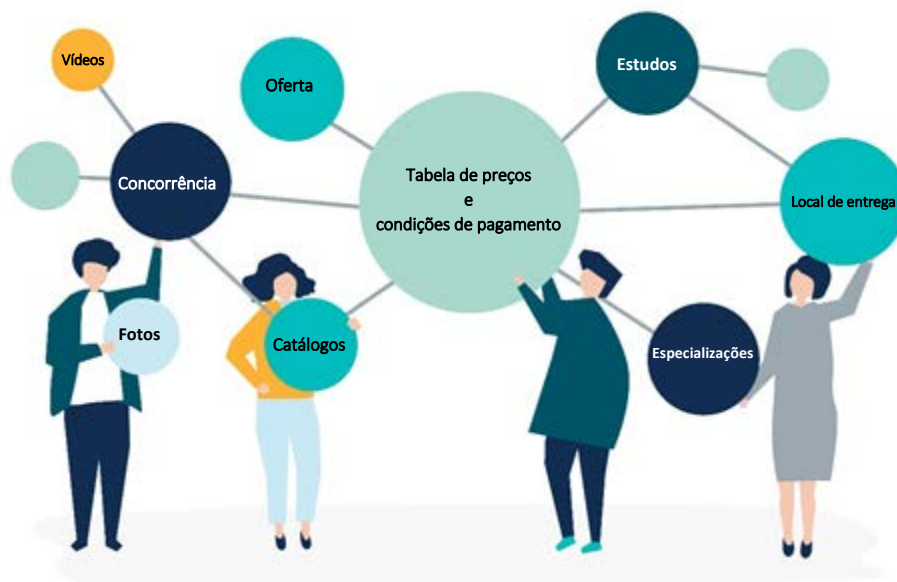 Vídeos
Oferta
Estudos
Concorrência
Tabela de preços
e
condições de pagamento
Local de entrega
Fotos
Catálogos
Especializações